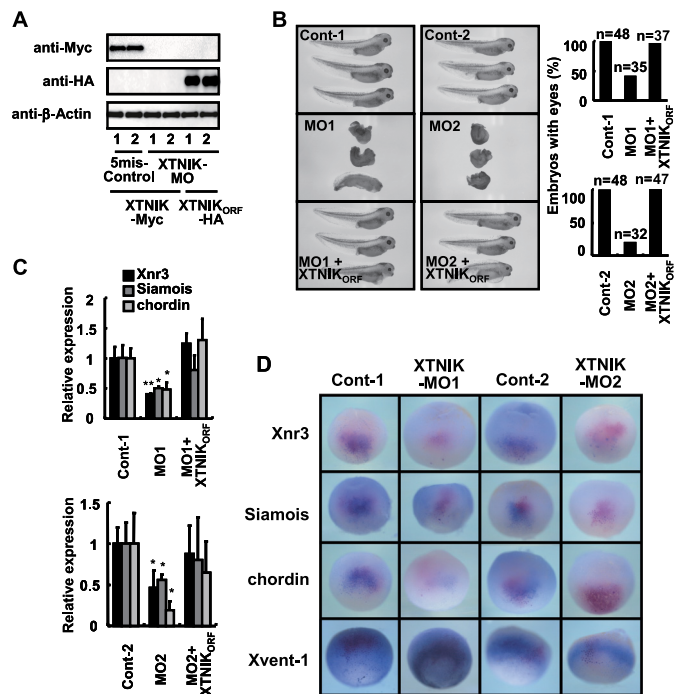 A
anti-Myc
anti-HA
anti-β-Actin
1 2 1 2 1 2
5mis-Control
XTNIK-MO
XTNIK-Myc
XTNIKORF-HA
B
Cont-1
Cont-2
MO1
MO2
MO1 + XTNIKORF
MO2 + XTNIKORF
Embryos with eyes (%)
n=48
n=35
n=37
100
50
0
Cont-1
MO1
MO1+ XTNIKORF
n=48
n=32
n=47
100
50
0
Cont-2
MO2
MO2+ XTNIKORF
C
Xnr3
Siamois
chordin
Relative expression
2
1.5
1
0.5
0
** * *
Cont-1
MO1
MO1+ XTNIKORF
Relative expression
1.5
1
0.5
0
* * *
Cont-2
MO2
MO2+ XTNIKORF
D
Cont-1
XTNIK-MO1
Cont-2
XTNIK-MO2
Xnr3
Siamois
chordin
Xvent-1